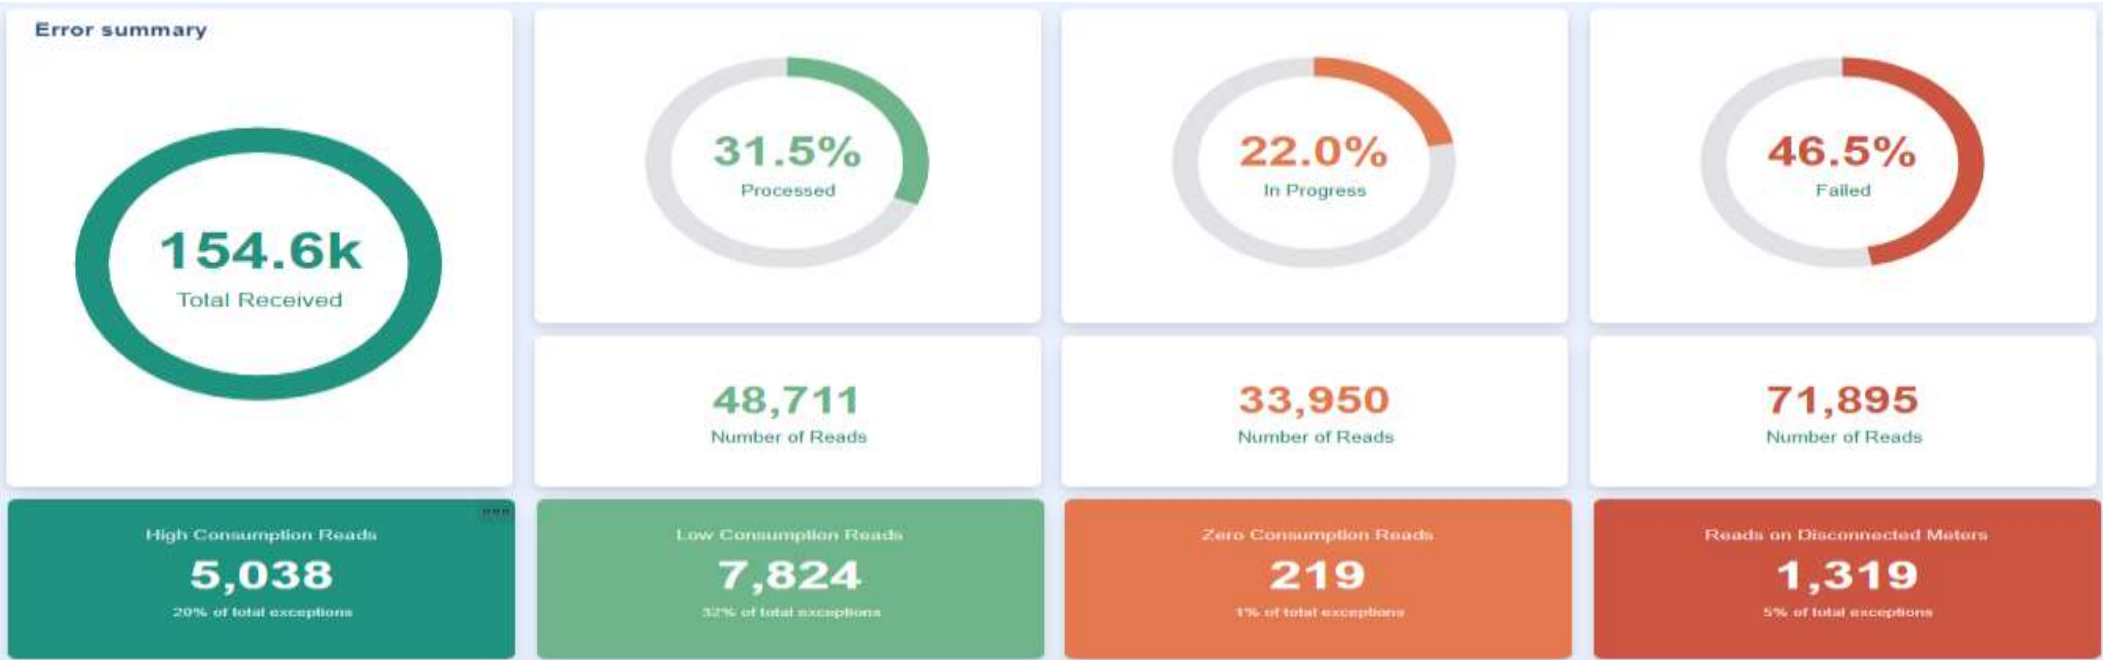 Error summary
154.6k
Total Received
31.5%
Processed
22.0%
In Progress
46.5%
Failed
48,711
Number of Reads
33,950
Number of Reads
71,895
Number of Reads
High Consumption Reads
5,038
20% of total exceptions
Low Consumption Reads
7,824
32% of total exceptions
Zero Consumption Reads
219
1% of total exceptions
Reads on Disconnected Meters
1,319
5% of total exceptions